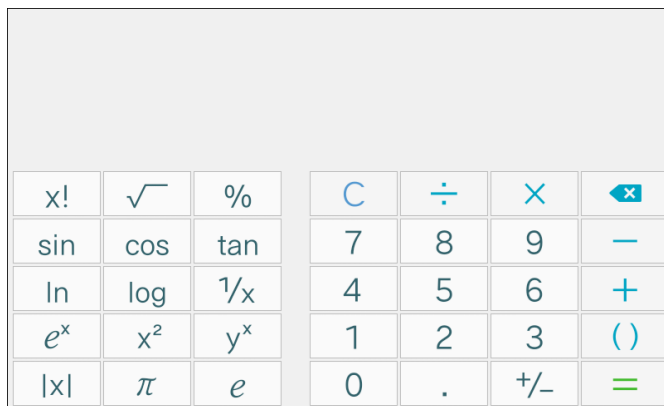 x! √ % C ÷ × ⌫
sin cos tan 7 8 9 −
ln log 1/x 4 5 6 +
eˣ x² yˣ 1 2 3 ( )
|x| π e 0 . +/− =